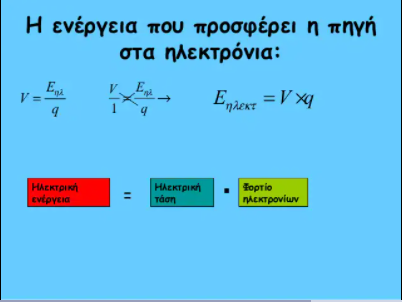 Η ενέργεια που προσφέρει η πηγή
στα ηλεκτρόνια:
V = Eηλ / q    V / 1 = Eηλ / q →    Eηλεκτ = V × q
Ηλεκτρική ενέργεια = Ηλεκτρική τάση · Φορτίο ηλεκτρονίων